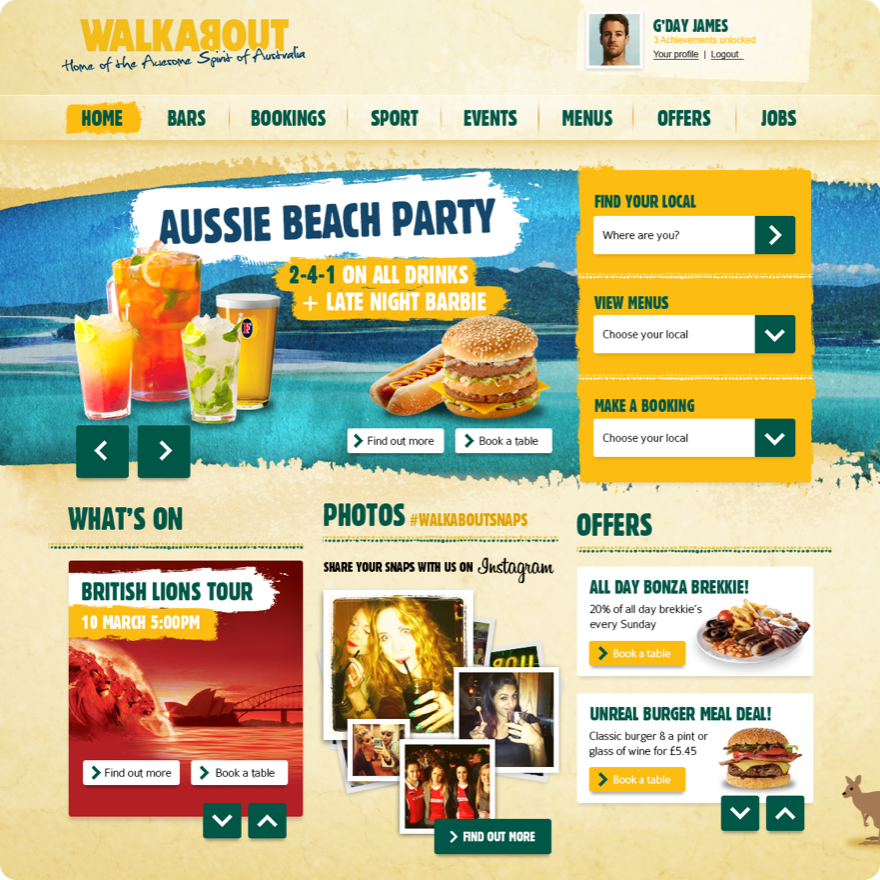 WALKABOUT
Home of the Awesome Spirit of Australia
G'DAY JAMES
3 Achievements unlocked
Your profile | Logout
HOME BARS BOOKINGS SPORT EVENTS MENUS OFFERS JOBS
AUSSIE BEACH PARTY
2-4-1 ON ALL DRINKS
+ LATE NIGHT BARBIE
Find out more Book a table
FIND YOUR LOCAL
Where are you?
VIEW MENUS
Choose your local
MAKE A BOOKING
Choose your local
WHAT'S ON
BRITISH LIONS TOUR
10 MARCH 5:00PM
Find out more Book a table
PHOTOS #WALKABOUTSNAPS
SHARE YOUR SNAPS WITH US ON Instagram
FIND OUT MORE
OFFERS
ALL DAY BONZA BREKKIE!
20% of all day brekkie's
every Sunday
Book a table
UNREAL BURGER MEAL DEAL!
Classic burger & a pint or
glass of wine for £5.45
Book a table